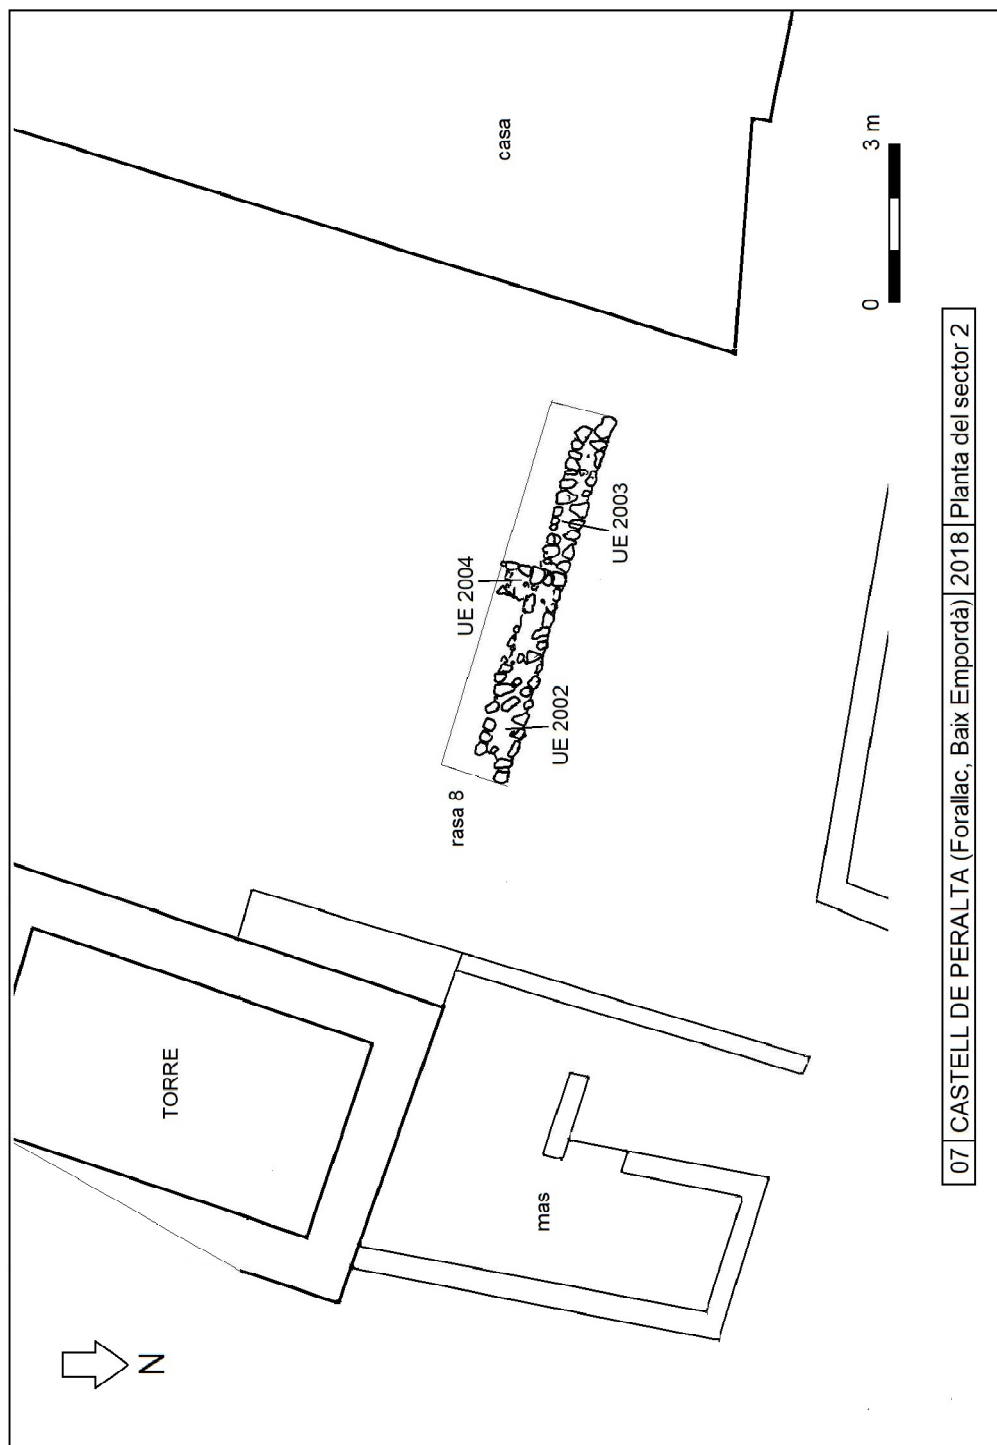 casa
3 m
0
UE 2004
UE 2003
UE 2002
rasa 8
TORRE
mas
N
07 CASTELL DE PERALTA (Forallac, Baix Empordà) 2018 Planta del sector 2